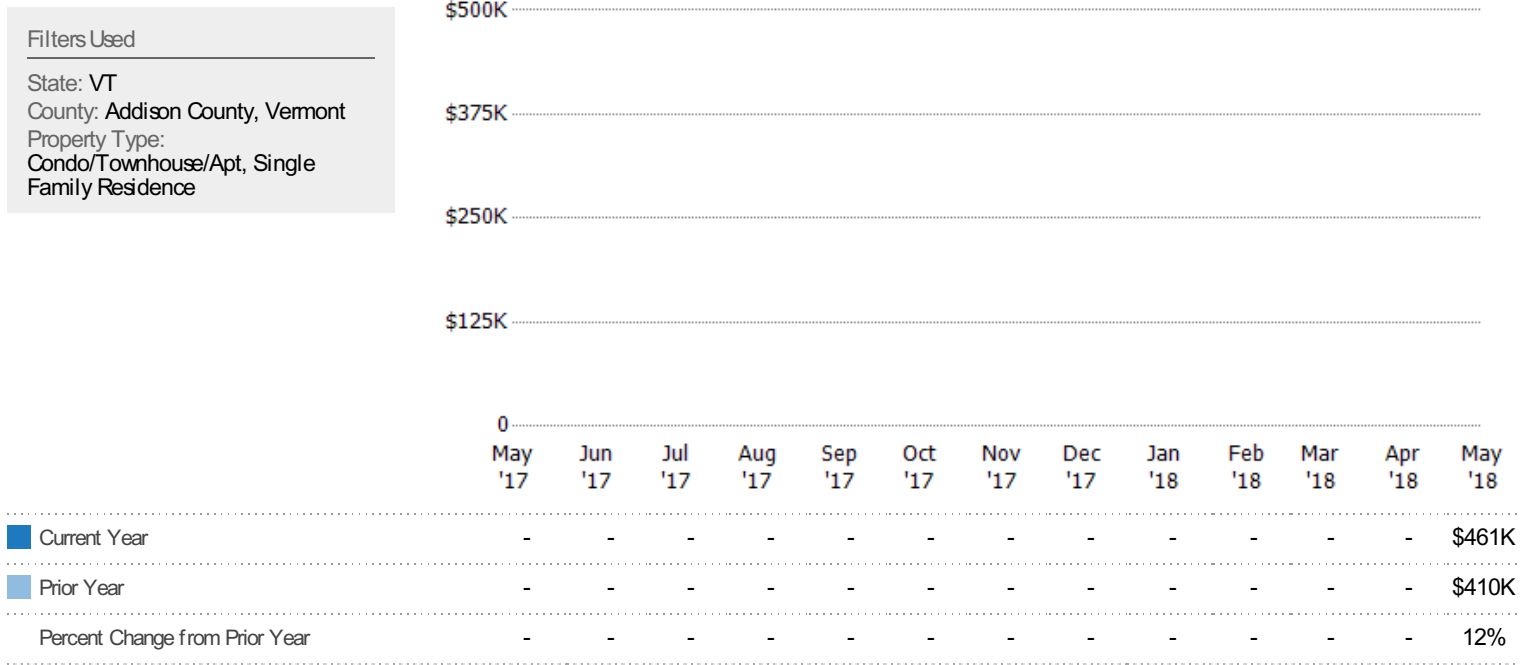 Filters Used
State: VT
County: Addison County, Vermont
Property Type:
Condo/Townhouse/Apt, Single
Family Residence
$500K
$375K
$250K
$125K
0
May Jun Jul Aug Sep Oct Nov Dec Jan Feb Mar Apr May
'17 '17 '17 '17 '17 '17 '17 '17 '18 '18 '18 '18 '18
Current Year - - - - - - - - - - - - $461K
Prior Year - - - - - - - - - - - - $410K
Percent Change from Prior Year - - - - - - - - - - - - 12%